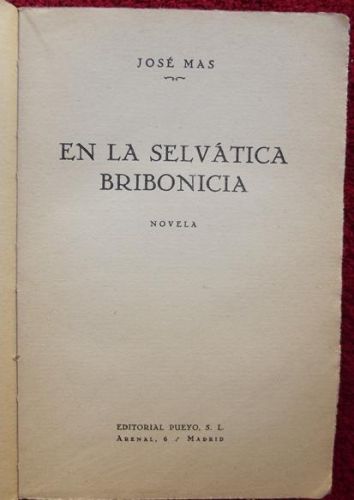 JOSÉ MAS
EN LA SELVÁTICA
BRIBONICIA
NOVELA
EDITORIAL PUEYO, S. L.
ARENAL, 6 / MADRID